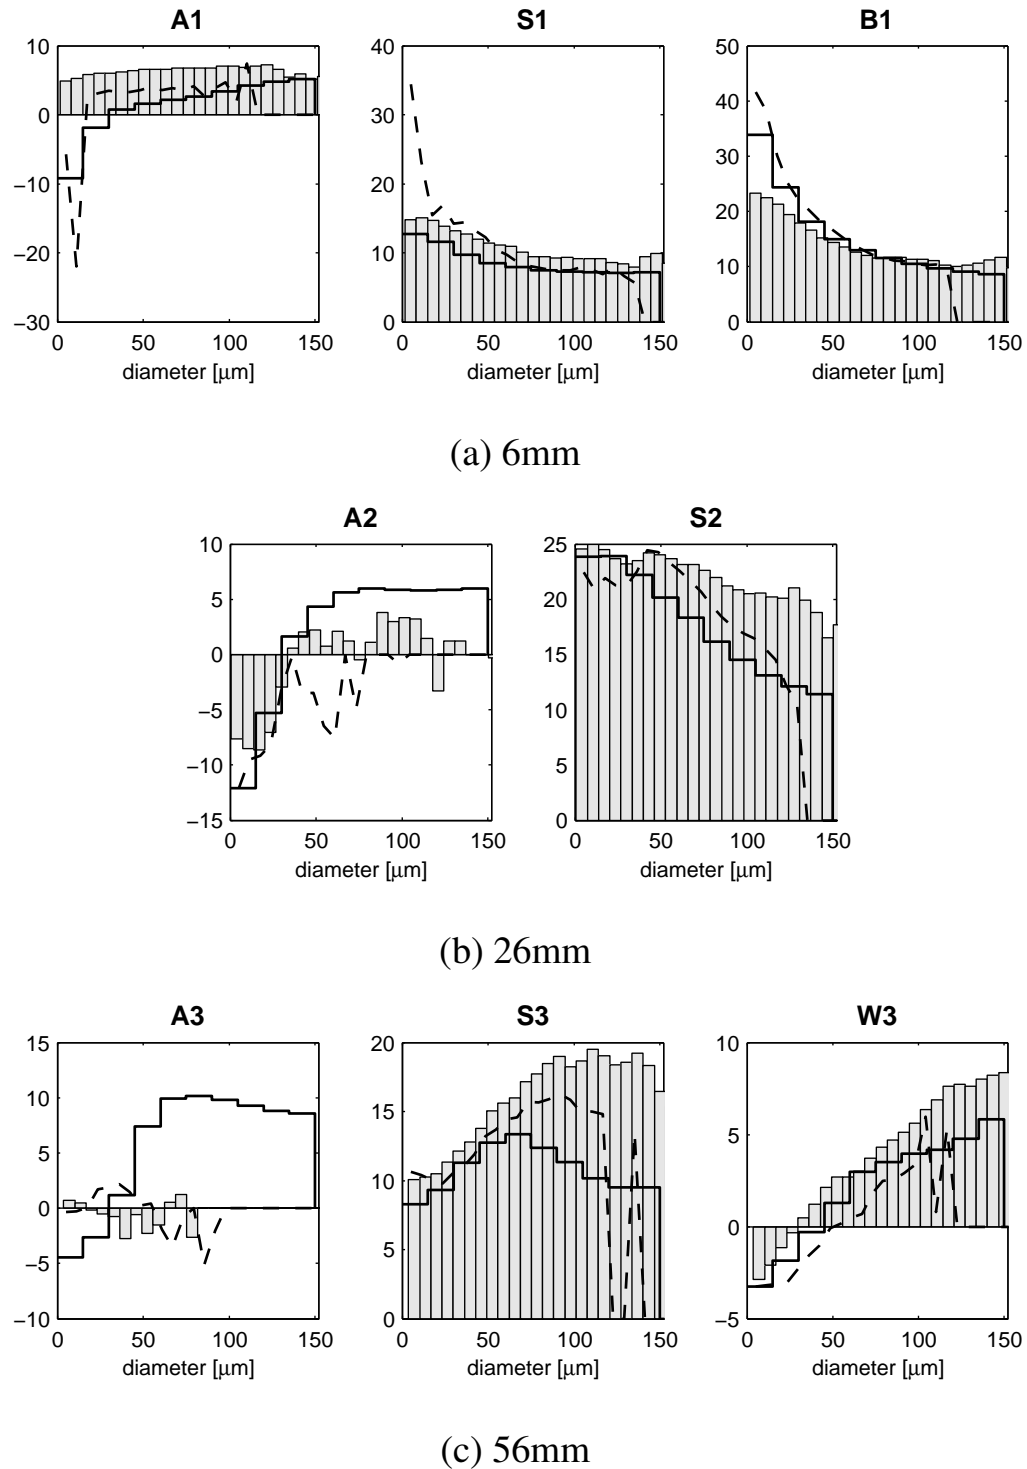 A1 S1 B1
10 40 50
0 30 40
−10 20 30
−20 10 20
−30 0 10
0
0 50 100 150 0 50 100 150 0 50 100 150
diameter [μm] diameter [μm] diameter [μm]
(a) 6mm
A2 S2
10 25
5 20
0 15
−5 10
−10 5
−15 0
0 50 100 150 0 50 100 150
diameter [μm] diameter [μm]
(b) 26mm
A3 S3 W3
15 20 10
10 15 5
5 10 0
0 5 −5
−5 0
−10
0 50 100 150 0 50 100 150 0 50 100 150
diameter [μm] diameter [μm] diameter [μm]
(c) 56mm